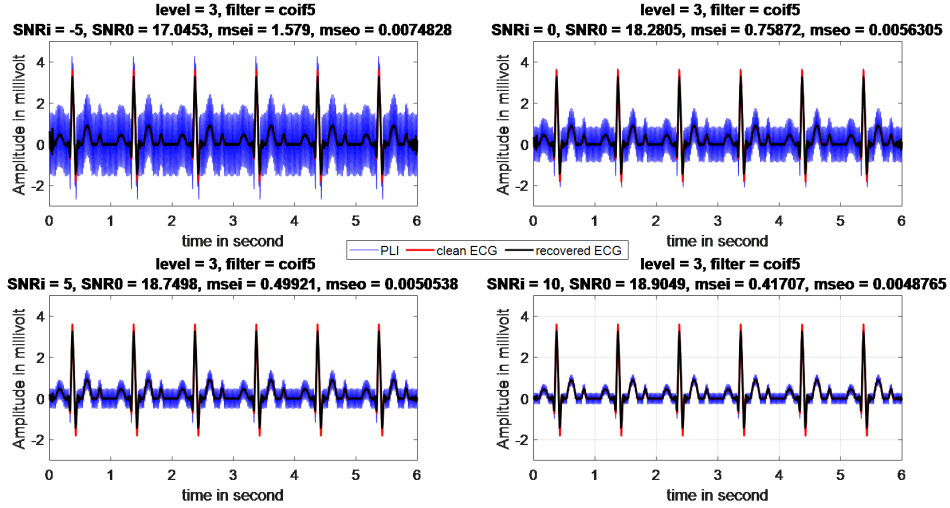 level = 3, filter = coif5
SNRi = -5, SNR0 = 17.0453, msei = 1.579, mseo = 0.0074828
Amplitude in millivolt
4
2
0
-2
0 1 2 3 4 5 6
time in second
level = 3, filter = coif5
SNRi = 0, SNR0 = 18.2805, msei = 0.75872, mseo = 0.0056305
Amplitude in millivolt
4
2
0
-2
0 1 2 3 4 5 6
time in second
PLI clean ECG recovered ECG
level = 3, filter = coif5
SNRi = 5, SNR0 = 18.7498, msei = 0.49921, mseo = 0.0050538
Amplitude in millivolt
4
2
0
-2
0 1 2 3 4 5 6
time in second
level = 3, filter = coif5
SNRi = 10, SNR0 = 18.9049, msei = 0.41707, mseo = 0.0048765
Amplitude in millivolt
4
2
0
-2
0 1 2 3 4 5 6
time in second